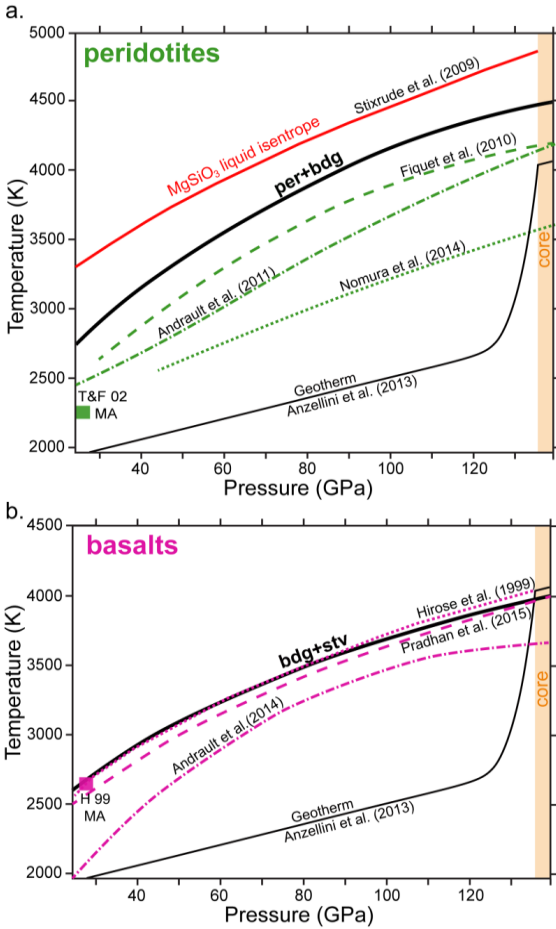 a.
peridotites
5000
4500
4000
3500
3000
2500
2000
Temperature (K)
Stixrude et al. (2009)
MgSiO3 liquid isentrope
per+bdg
Fiquet et al. (2010)
Andrault et al. (2011)
Nomura et al. (2014)
T&F 02
MA
Geotherm
Anzellini et al. (2013)
core
40
60
80
100
120
Pressure (GPa)
b.
basalts
4500
4000
3500
3000
2500
2000
Temperature (K)
Hirose et al. (1999)
bdg+stv
Pradhan et al. (2015)
Andrault et al.(2014)
H 99
MA
Geotherm
Anzellini et al. (2013)
core
40
60
80
100
120
Pressure (GPa)